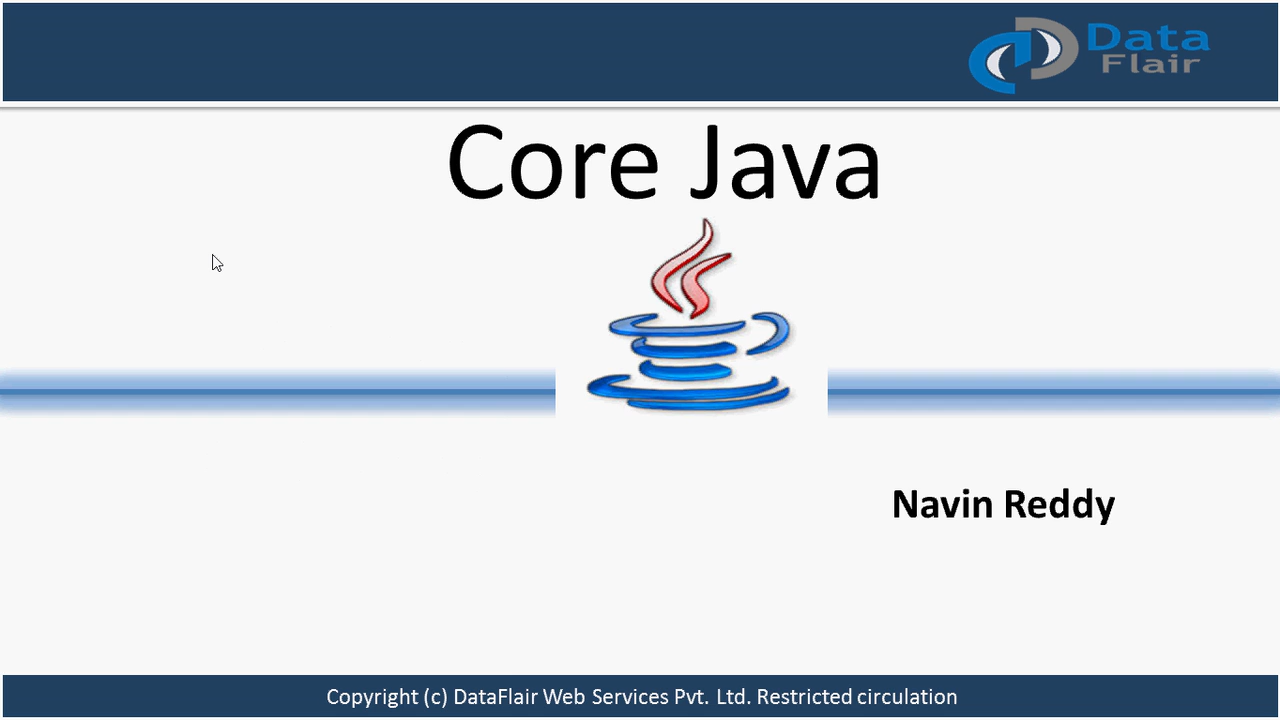 Data
Flair
Core Java
Navin Reddy
Copyright (c) DataFlair Web Services Pvt. Ltd. Restricted circulation